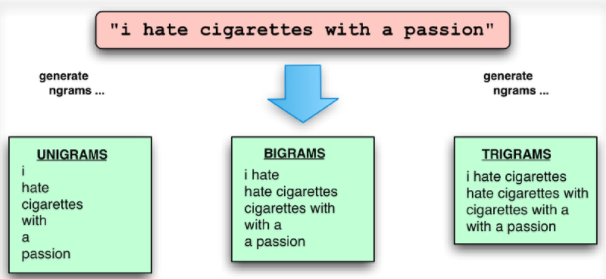 "i hate cigarettes with a passion"
generate
ngrams ...
generate
ngrams ...
UNIGRAMS
i
hate
cigarettes
with
a
passion
BIGRAMS
i hate
hate cigarettes
cigarettes with
with a
a passion
TRIGRAMS
i hate cigarettes
hate cigarettes with
cigarettes with a
with a passion